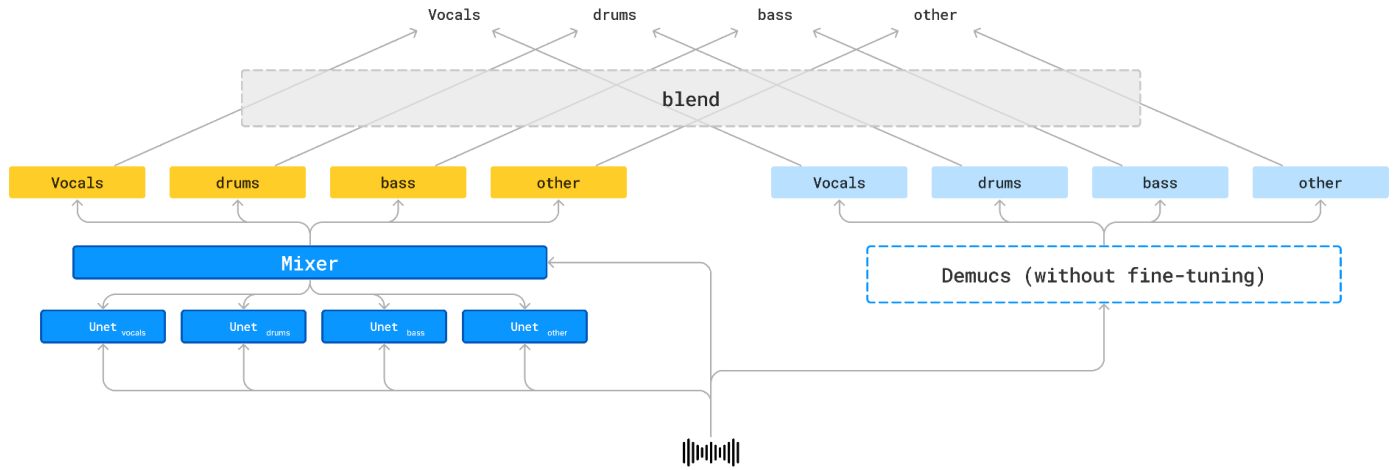 Vocals drums bass other
blend
Vocals drums bass other Vocals drums bass other
Mixer
Demucs (without fine-tuning)
Unet vocals Unet drums Unet bass Unet other